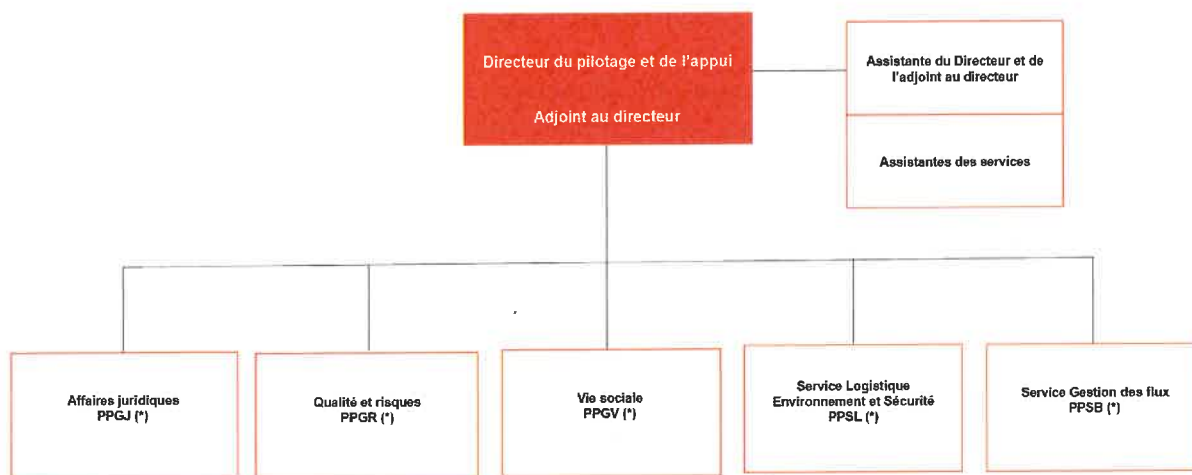 Directeur du pilotage et de l'appui
Adjoint au directeur
Assistante du Directeur et de
l'adjoint au directeur
Assistantes des services
Affaires juridiques
PPGJ (*)
Qualité et risques
PPGR (*)
Vie sociale
PPGV (*)
Service Logistique
Environnement et Sécurité
PPSL (*)
Service Gestion des flux
PPSB (*)